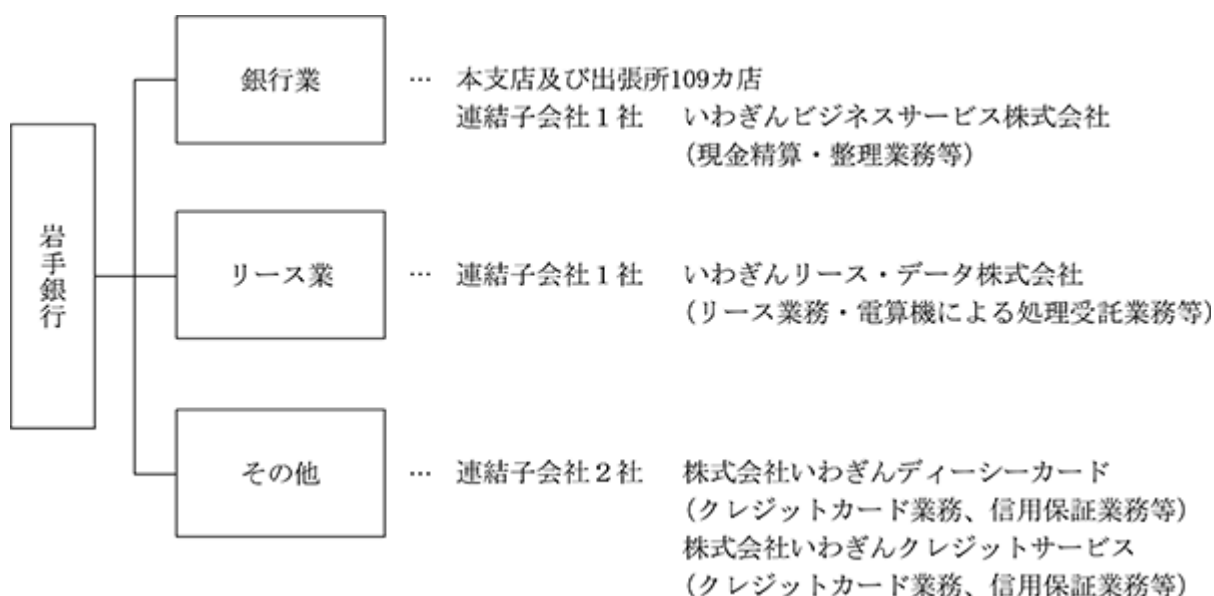 岩手銀行
銀行業 … 本支店及び出張所109カ店
連結子会社1社 いわぎんビジネスサービス株式会社
(現金精算・整理業務等)
リース業 … 連結子会社1社 いわぎんリース・データ株式会社
(リース業務・電算機による処理受託業務等)
その他 … 連結子会社2社 株式会社いわぎんディーシーカード
(クレジットカード業務、信用保証業務等)
株式会社いわぎんクレジットサービス
(クレジットカード業務、信用保証業務等)